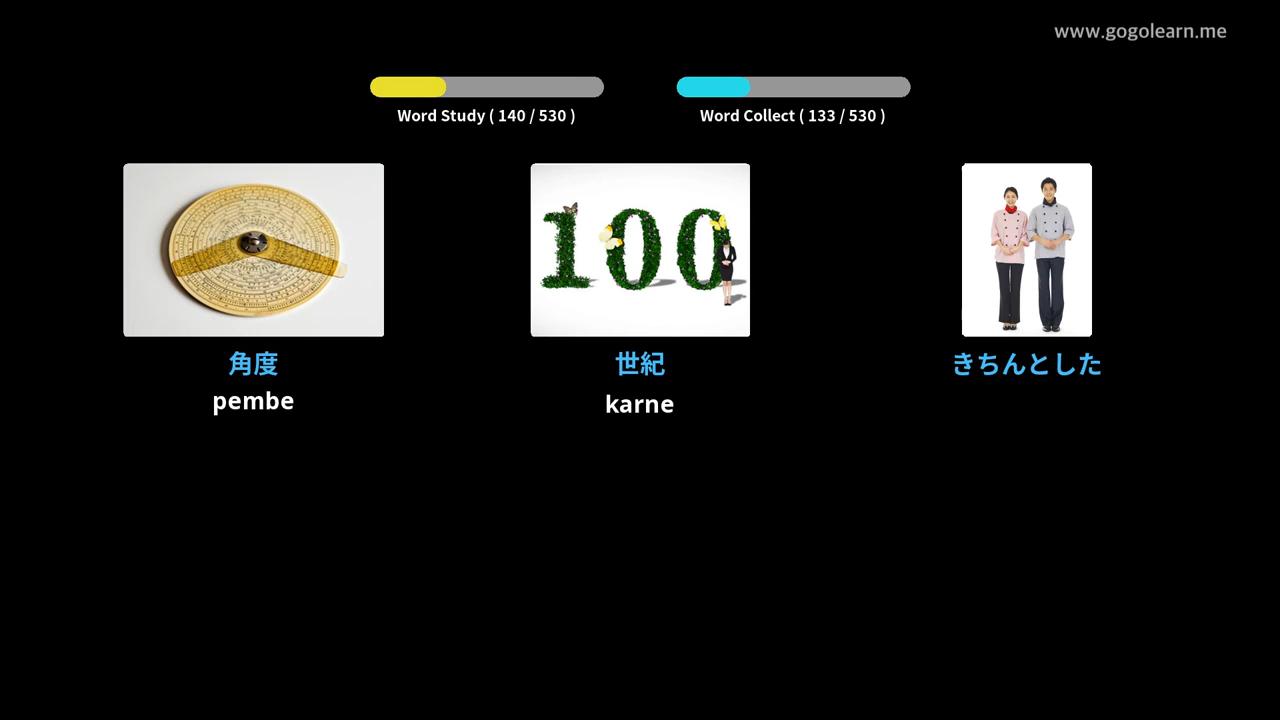 www.gogolearn.me
Word Study ( 140 / 530 )
Word Collect ( 133 / 530 )
角度
世紀
きちんとした
pembe
karne
100